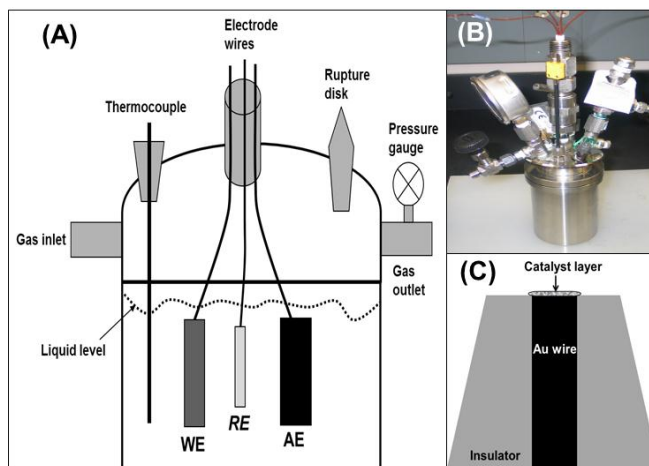 (A)
Electrode
wires
Rupture
disk
Thermocouple
Pressure
gauge
Gas inlet
Gas
outlet
Liquid level
WE
RE
AE
(B)
(C)
Catalyst layer
Au wire
Insulator